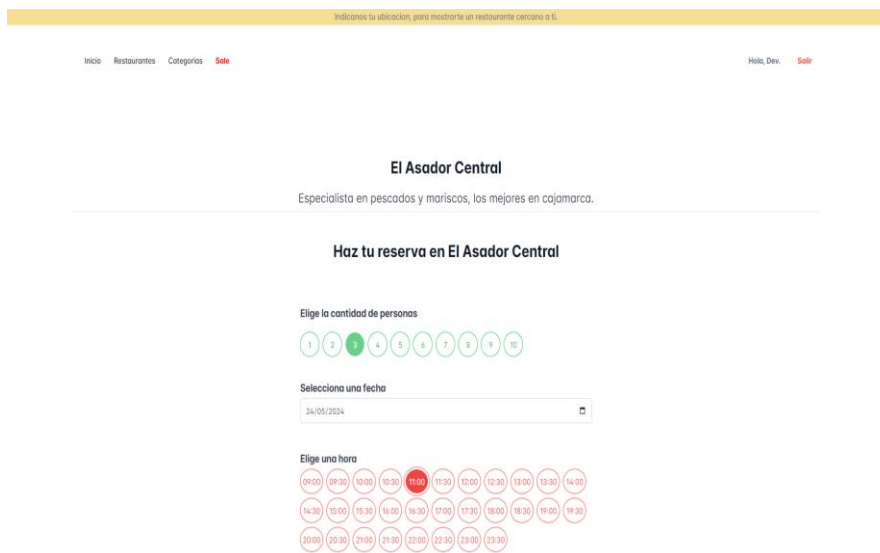 Indicanos tu ubicacion, para mostrarte un restaurante cercano a ti.
Inicio Restaurantes Categorias Sale Hola, Dev. Salir
El Asador Central
Especialista en pescados y mariscos, los mejores en cajamarca.
Haz tu reserva en El Asador Central
Elige la cantidad de personas
1 2 3 4 5 6 7 8 9 10
Selecciona una fecha
24/05/2024
Elige una hora
09:00 09:30 10:00 10:30 11:00 11:30 12:00 12:30 13:00 13:30 14:00
14:30 15:00 15:30 16:00 16:30 17:00 17:30 18:00 18:30 19:00 19:30
20:00 20:30 21:00 21:30 22:00 22:30 23:00 23:30